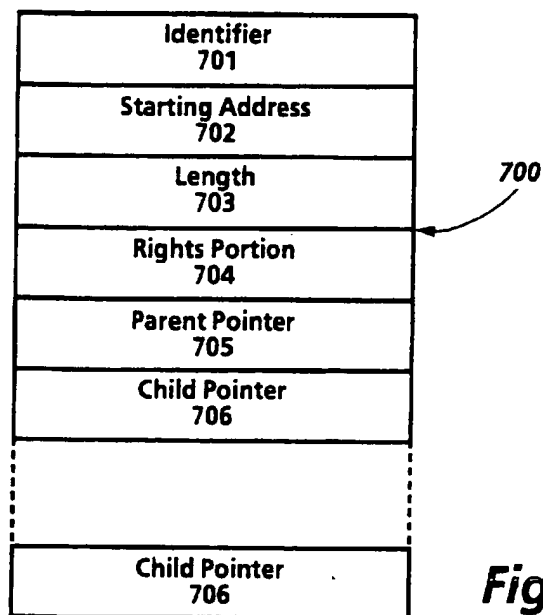 Identifier
701
Starting Address
702
Length
703
700
Rights Portion
704
Parent Pointer
705
Child Pointer
706
Child Pointer
706
Fig